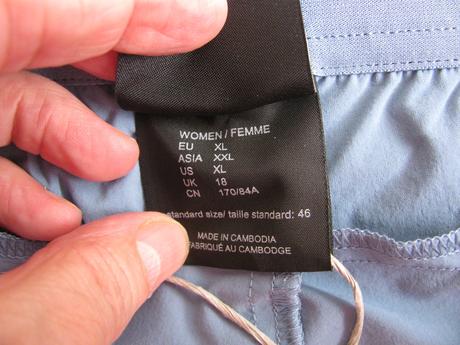 WOMEN / FEMME
EU XL
ASIA XXL
US XL
UK 18
CN 170/84A
standard size/ taille standard: 46
MADE IN CAMBODIA
FABRIQUÉ AU CAMBODGE